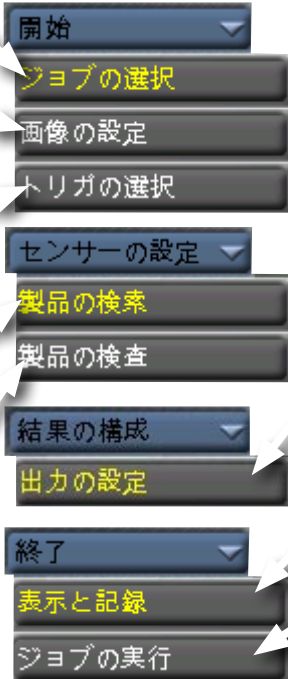 開始
ジョブの選択
画像の設定
トリガの選択
センサーの設定
製品の検索
製品の検査
結果の構成
出力の設定
終了
表示と記録
ジョブの実行